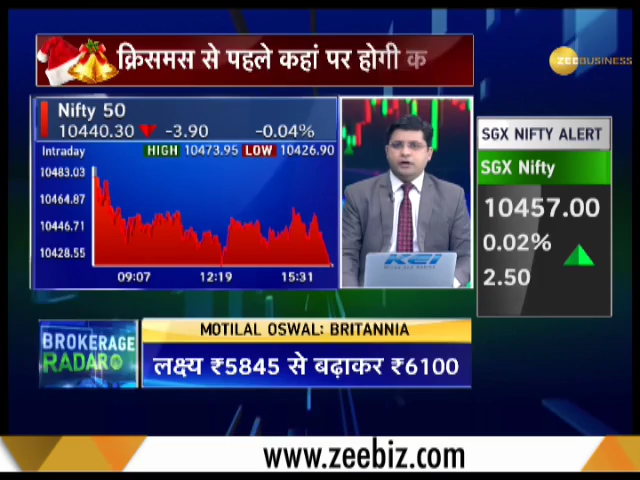 क्रिसमस से पहले कहां पर होगी क
ZEEBUSINESS
Nifty 50
10440.30 -3.90 -0.04%
Intraday HIGH 10473.95 LOW 10426.90
10483.03
10464.87
10446.71
10428.55
09:07 12:19 15:31
KEI
SGX NIFTY ALERT
SGX Nifty
10457.00
0.02%
2.50
BROKERAGE
RADAR
MOTILAL OSWAL: BRITANNIA
लक्ष्य ₹5845 से बढ़ाकर ₹6100
www.zeebiz.com